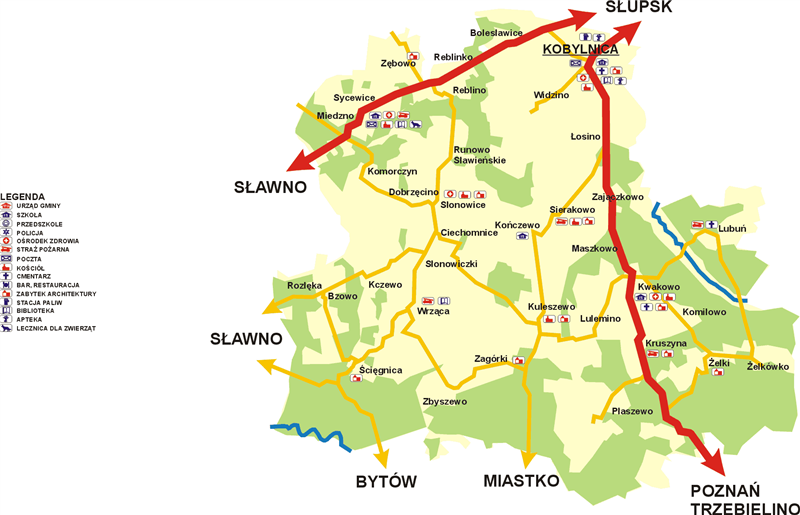 SŁUPSK
Bolesławice
KOBYLNICA
Reblinko
Zębowo
Reblino
Widzino
Sycewice
Miedzno
Łosino
Runowo
Sławieńskie
Komorczyn
SŁAWNO
Dobrzęcino
Słonowice
Zajączkowo
Sierakowo
Kończewo
Lubuń
Ciechomnice
Maszkowo
Słonowiczki
Kwakowo
Rozłęka
Kczewo
Bzowo
Wrząca
Kuleszewo
Lulemino
Komiłowo
SŁAWNO
Kruszyna
Zagórki
Żelki
Żelkówko
Ścięgnica
Zbyszewo
Płaszewo
BYTÓW
MIASTKO
POZNAŃ
TRZEBIELINO
LEGENDA
URZĄD GMINY
SZKOŁA
PRZEDSZKOLE
POLICJA
OŚRODEK ZDROWIA
STRAŻ POŻARNA
POCZTA
KOŚCIÓŁ
CMENTARZ
BAR, RESTAURACJA
ZABYTEK ARCHITEKTURY
STACJA PALIW
BIBLIOTEKA
APTEKA
LECZNICA DLA ZWIERZĄT